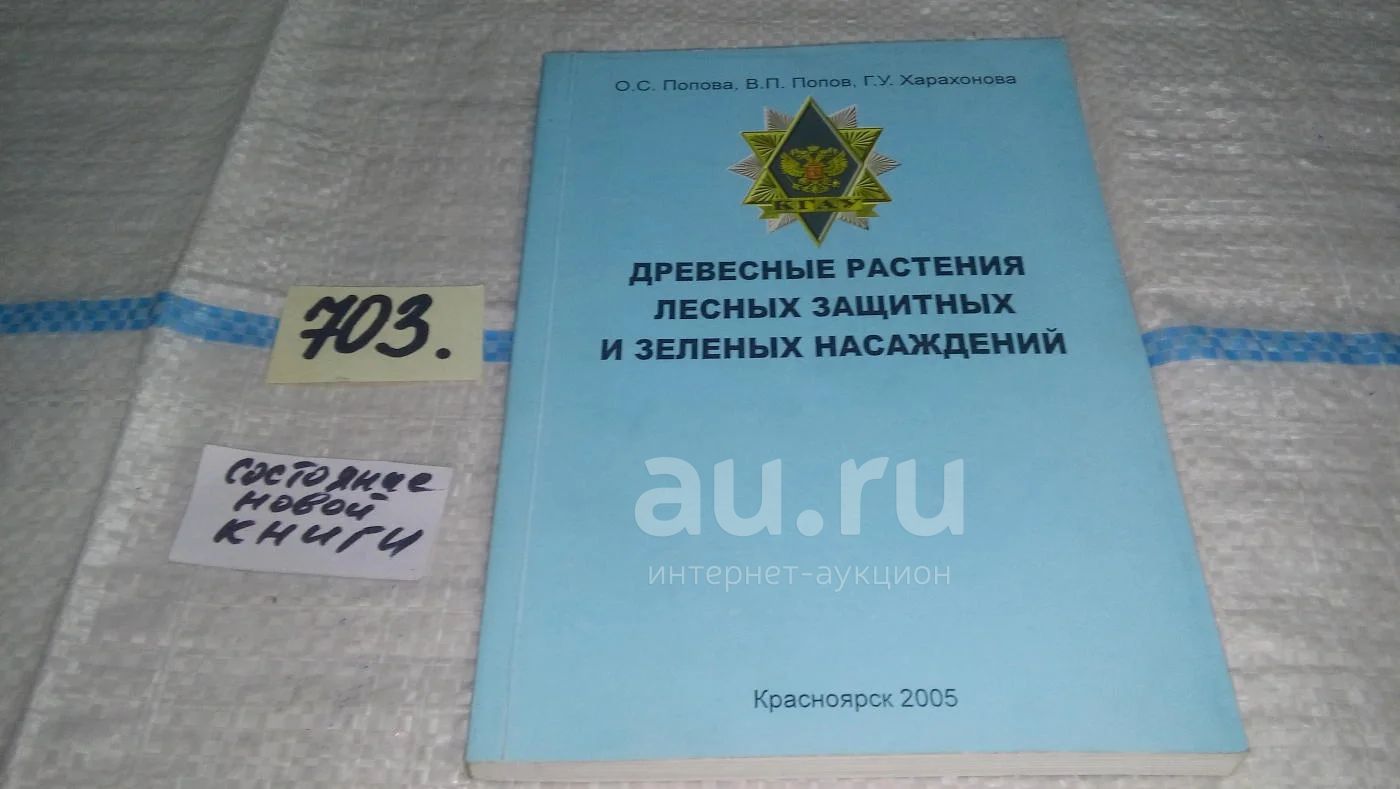 О.С. Попова, В.П. Попов, Г.У. Харахонова
КГАУ
ДРЕВЕСНЫЕ РАСТЕНИЯ
ЛЕСНЫХ ЗАЩИТНЫХ
И ЗЕЛЕНЫХ НАСАЖДЕНИЙ
703.
состояние
новой
книги
au.ru
интернет-аукцион
Красноярск 2005